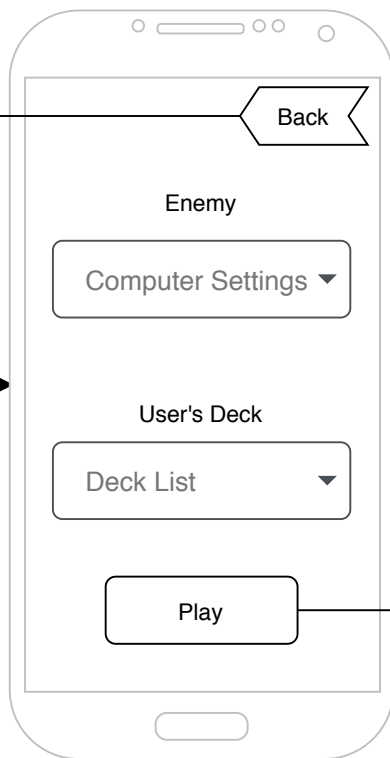 Back
Enemy
Computer Settings
User's Deck
Deck List
Play